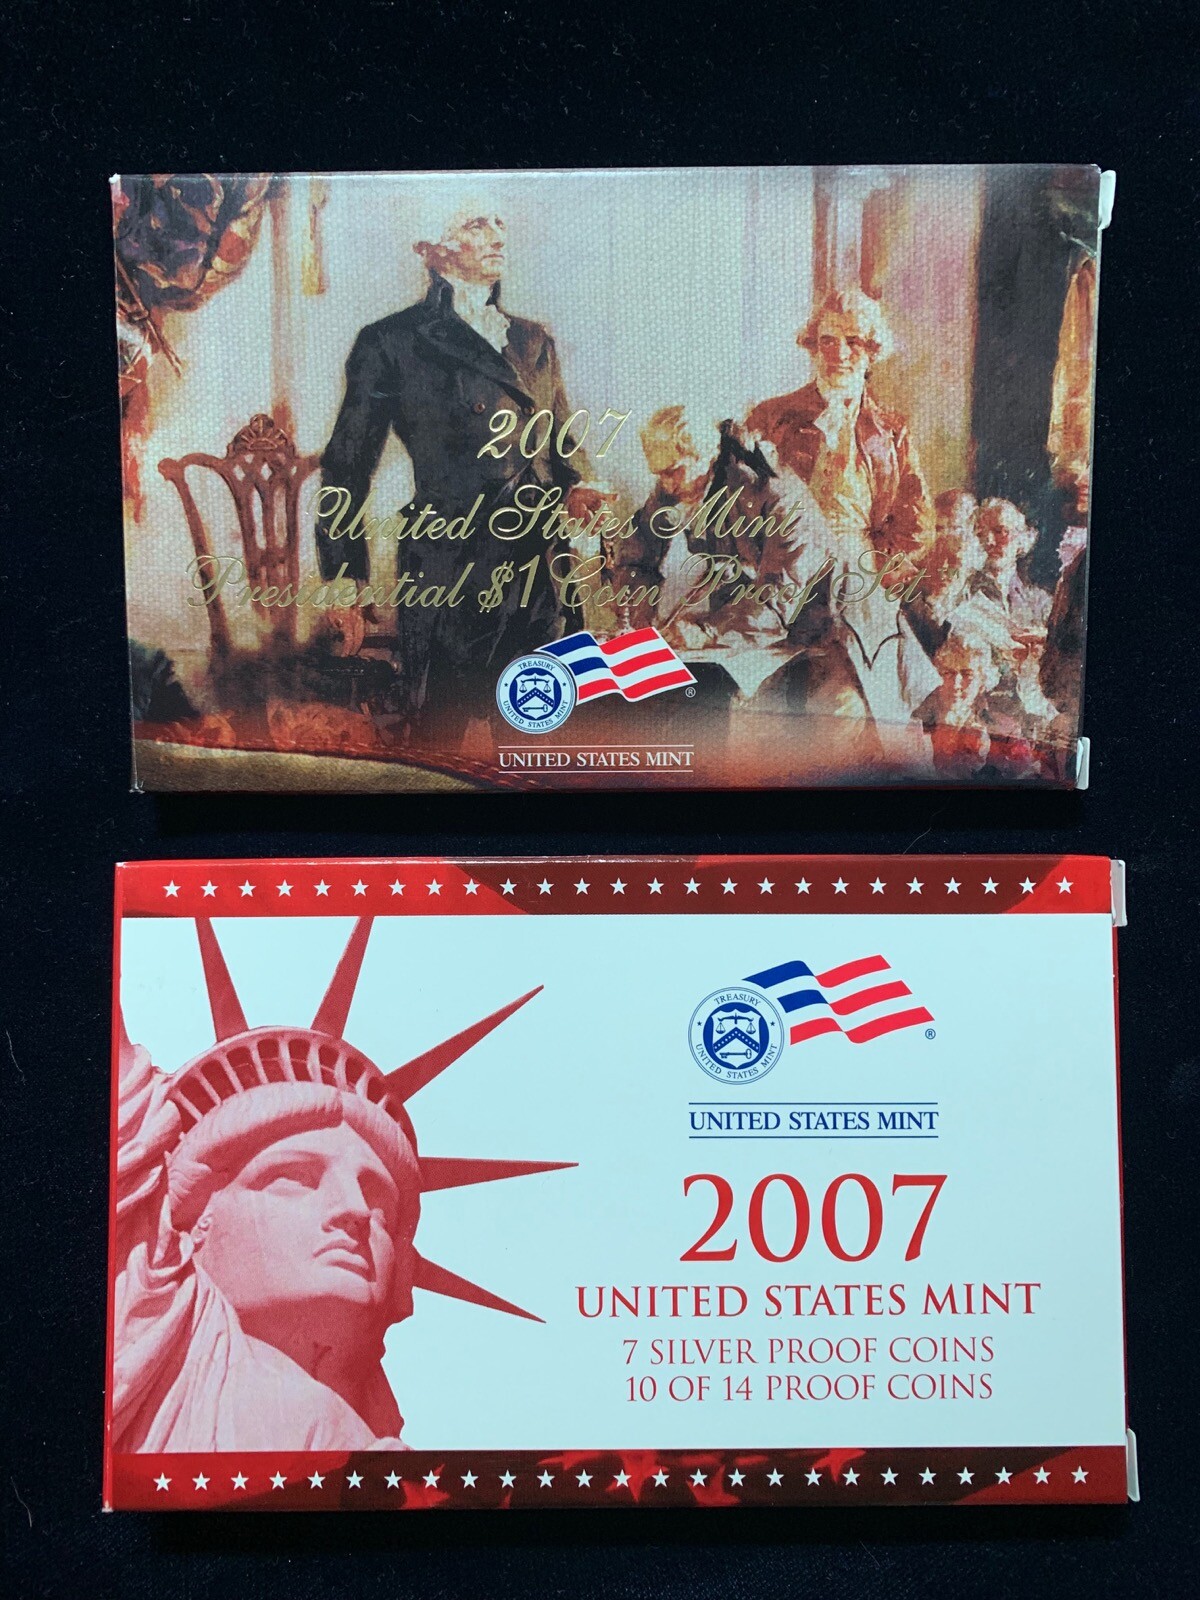 2007
United States Mint
Presidential $1 Coin Proof Set™
TREASURY
UNITED STATES MINT
®
UNITED STATES MINT
TREASURY
UNITED STATES MINT
®
UNITED STATES MINT
2007
UNITED STATES MINT
7 SILVER PROOF COINS
10 OF 14 PROOF COINS